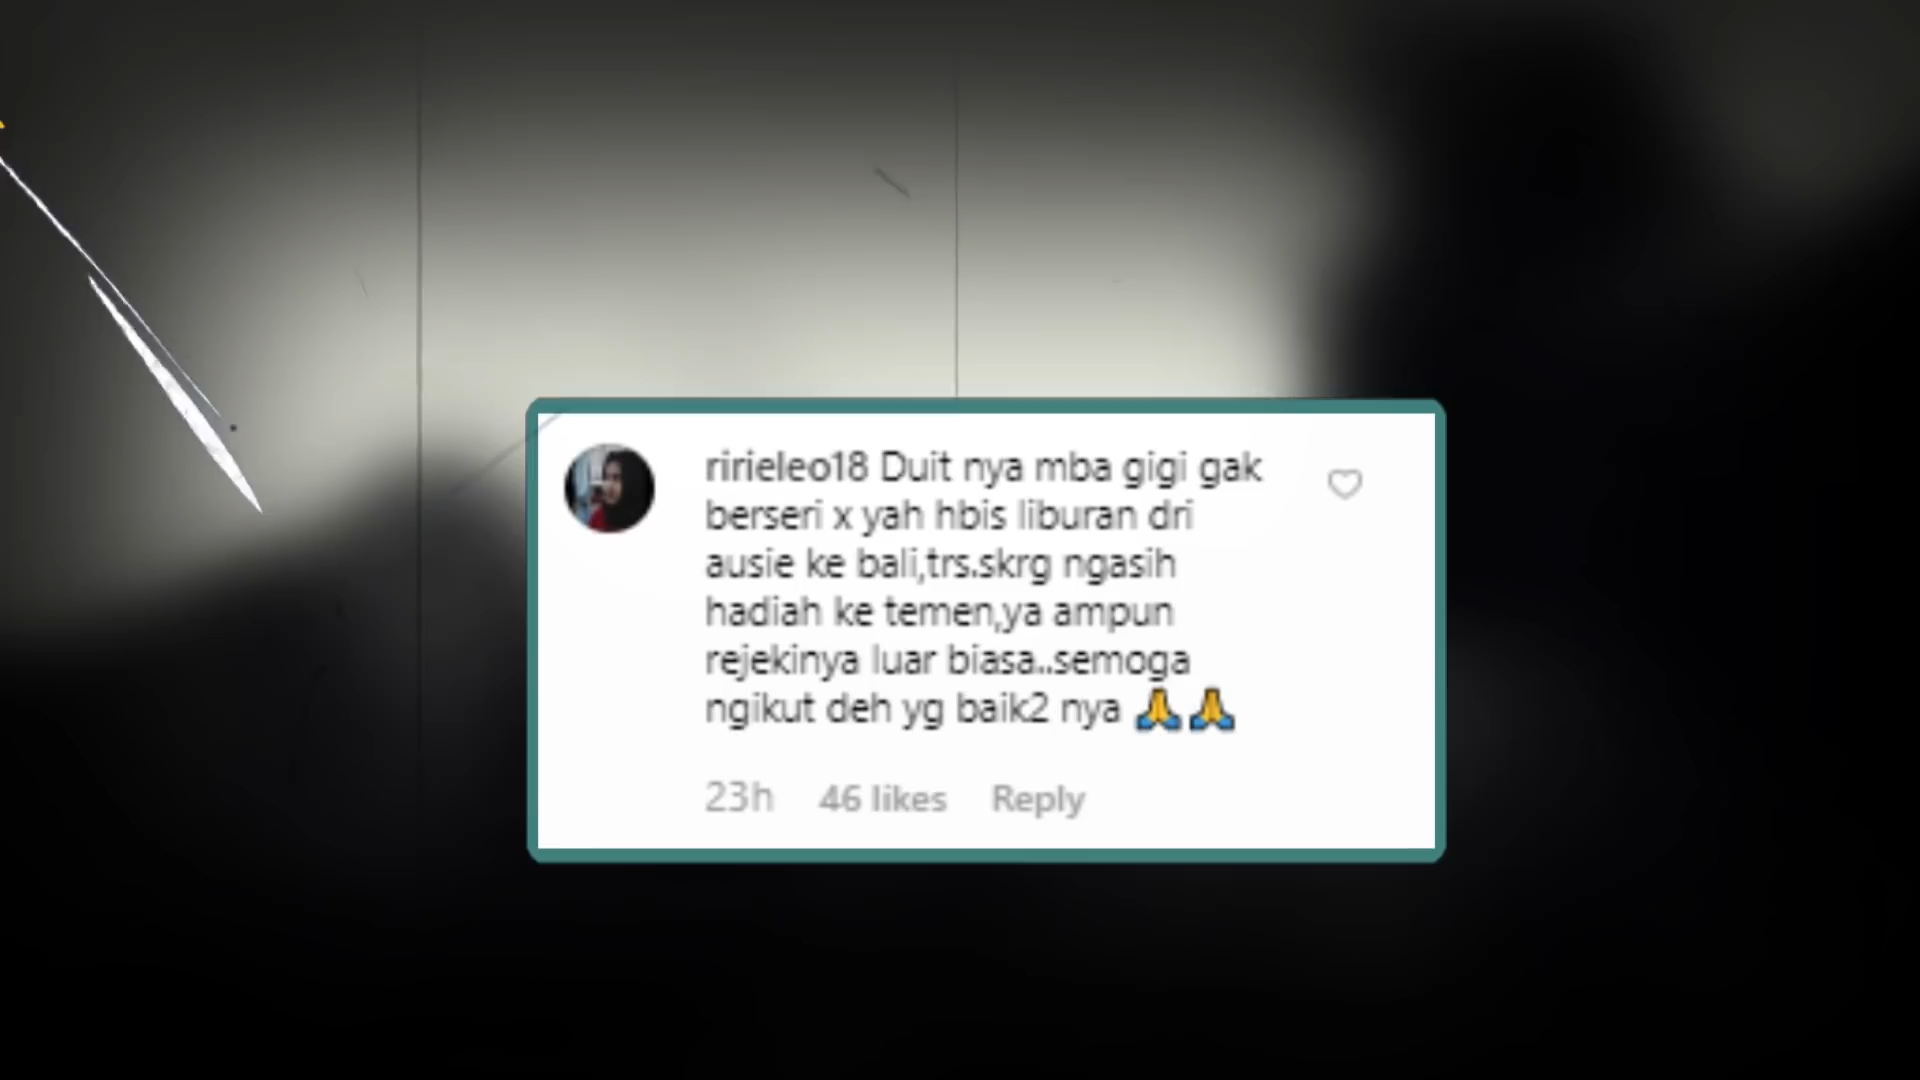 ririeleo18 Duit nya mba gigi gak
berseri x yah hbis liburan dri
ausie ke bali,trs.skrg ngasih
hadiah ke temen,ya ampun
rejekinya luar biasa..semoga
ngikut deh yg baik2 nya 🙏🙏
23h 46 likes Reply